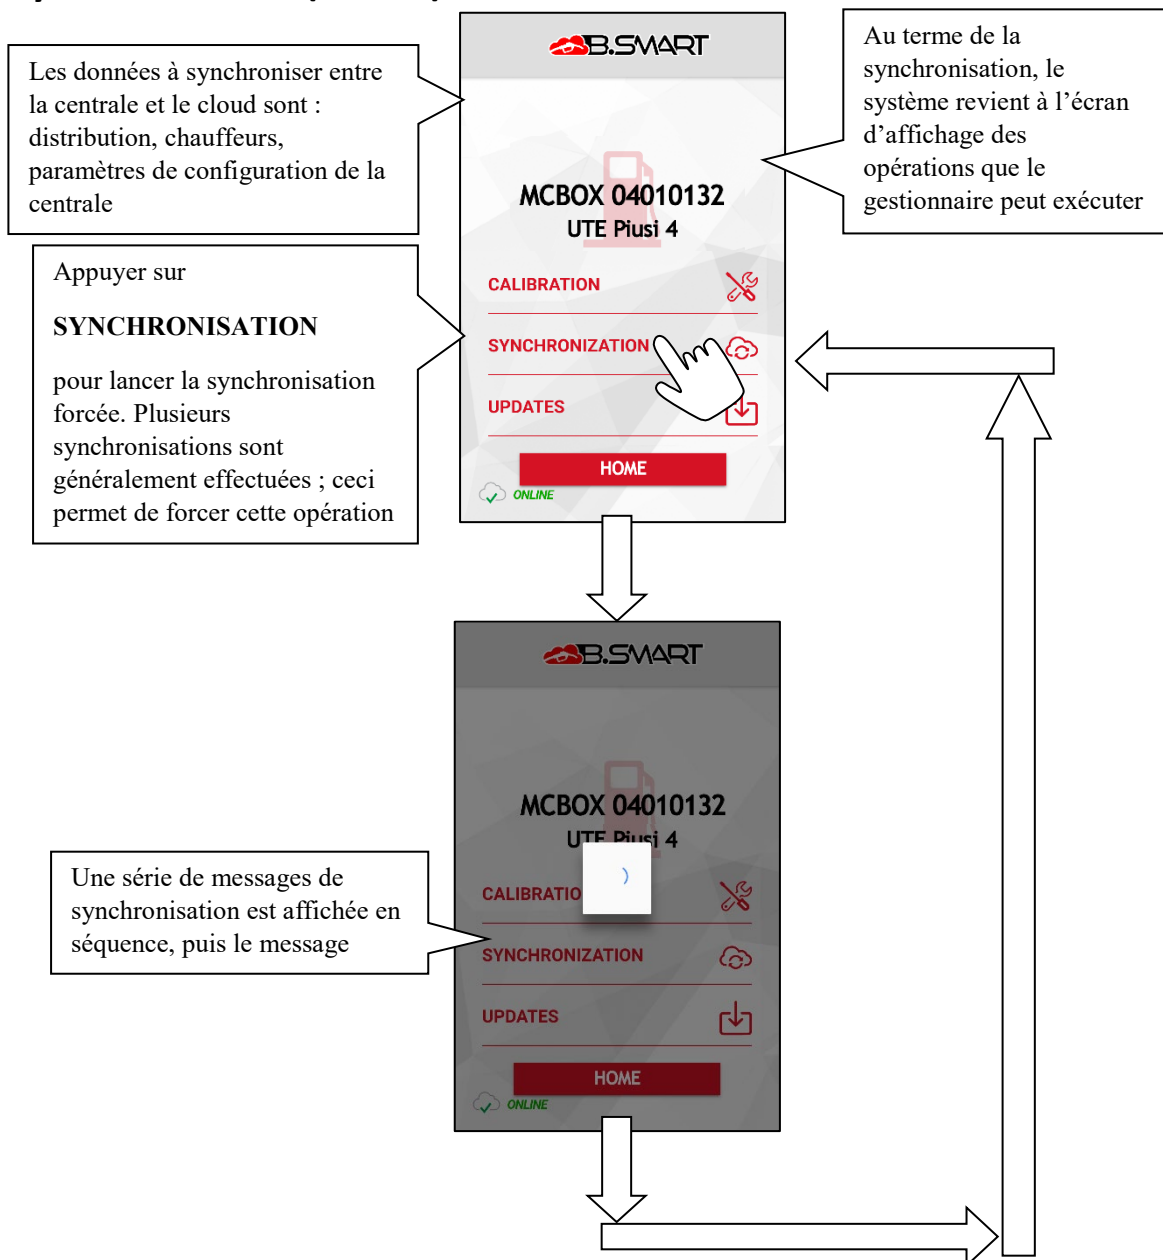 B.SMART
Les données à synchroniser entre
la centrale et le cloud sont :
distribution, chauffeurs,
paramètres de configuration de la
centrale
Au terme de la
synchronisation, le
système revient à l’écran
d’affichage des
opérations que le
gestionnaire peut exécuter
MCBOX 04010132
UTE Piusi 4
Appuyer sur
SYNCHRONISATION
pour lancer la synchronisation
forcée. Plusieurs
synchronisations sont
généralement effectuées ; ceci
permet de forcer cette opération
CALIBRATION
SYNCHRONIZATION
UPDATES
HOME
ONLINE
B.SMART
MCBOX 04010132
UTE Piusi 4
Une série de messages de
synchronisation est affichée en
séquence, puis le message
CALIBRATIO
SYNCHRONIZATION
UPDATES
HOME
ONLINE